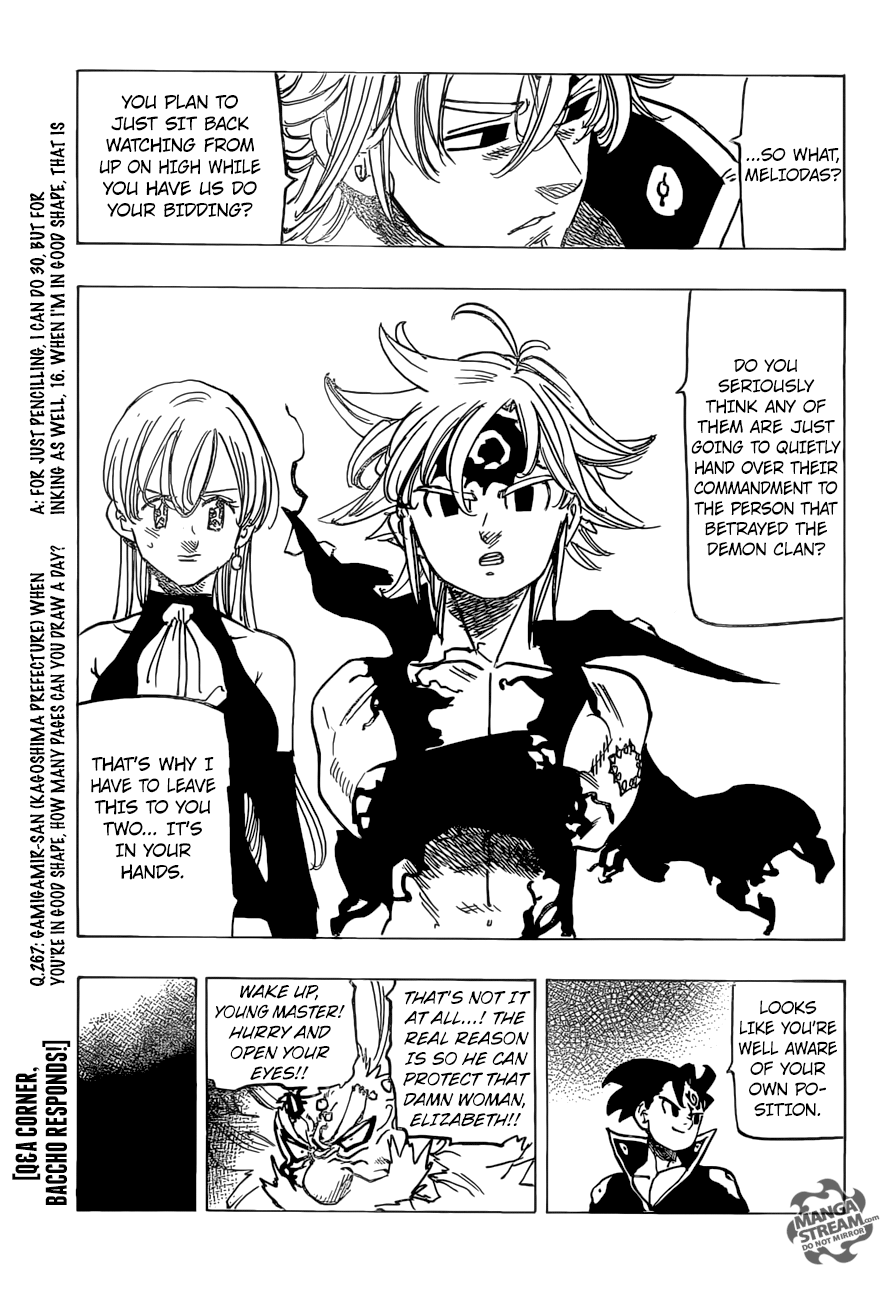 ...SO WHAT,
MELIODAS?
YOU PLAN TO
JUST SIT BACK
WATCHING FROM
UP ON HIGH WHILE
YOU HAVE US DO
YOUR BIDDING?
DO YOU
SERIOUSLY
THINK ANY OF
THEM ARE JUST
GOING TO QUIETLY
HAND OVER THEIR
COMMANDMENT TO
THE PERSON THAT
BETRAYED THE
DEMON CLAN?
THAT'S WHY I
HAVE TO LEAVE
THIS TO YOU
TWO... IT'S
IN YOUR
HANDS.
LOOKS
LIKE YOU'RE
WELL AWARE
OF YOUR
OWN PO-
SITION.
THAT'S NOT IT
AT ALL...! THE
REAL REASON
IS SO HE CAN
PROTECT THAT
DAMN WOMAN,
ELIZABETH!!
WAKE UP,
YOUNG MASTER!
HURRY AND
OPEN YOUR
EYES!!
[Q&A CORNER,
BACCHO RESPONDS!]
Q.267: GAMIGAMIK-SAN (KAGOSHIMA PREFECTURE) WHEN
YOU'RE IN GOOD SHAPE, HOW MANY PAGES CAN YOU DRAW A DAY?
A: FOR JUST PENCILLING, I CAN DO 30, BUT FOR
INKING AS WELL, 16. WHEN I'M IN GOOD SHAPE, THAT IS
MANGA
STREAM.com
DO NOT MIRROR